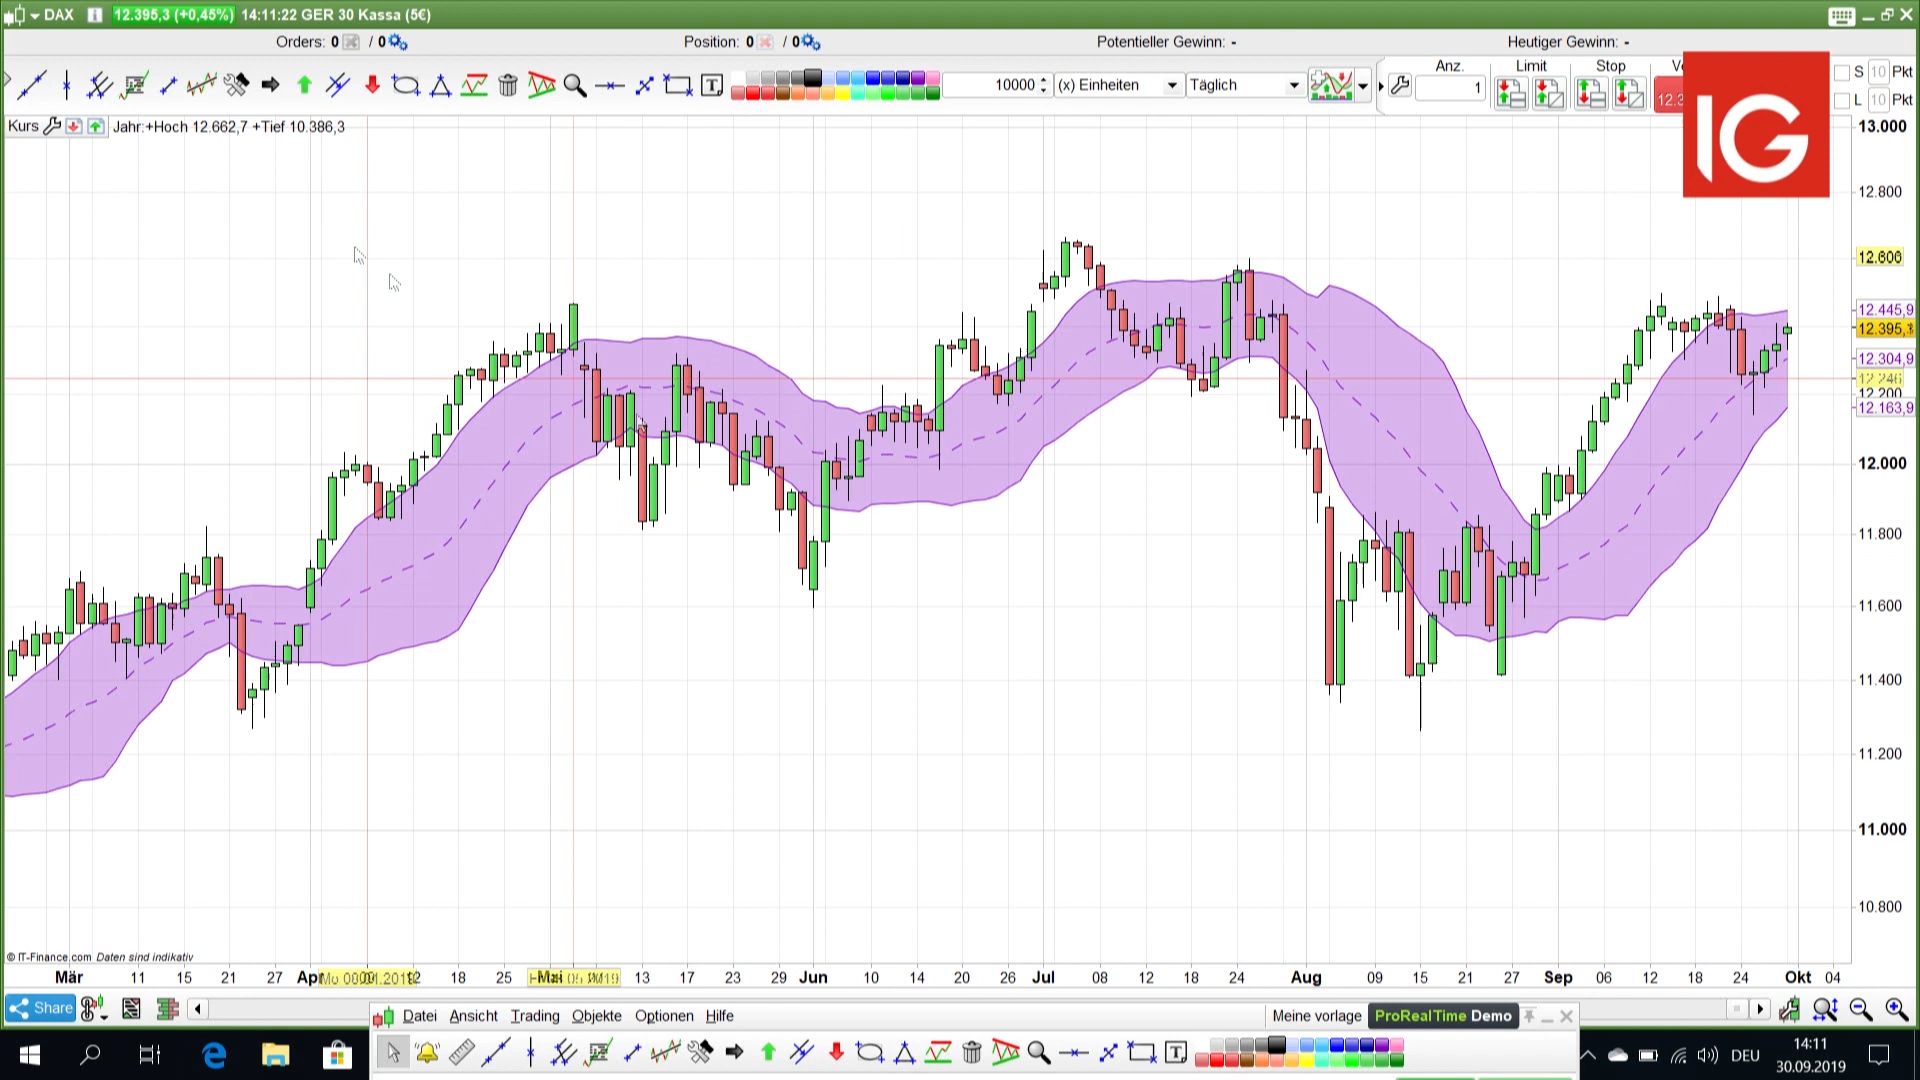 DAX 12.395,3 (+0,45%) 14:11:22 GER 30 Kassa (5€)
Orders: 0 / 0 Position: 0 / 0 Potentieller Gewinn: - Heutiger Gewinn: -
10000 (x) Einheiten Täglich
Anz. Limit Stop
1 12.3
S 10 Pkt
L 10 Pkt
IG
Kurs Jahr:+Hoch 12.662,7 +Tief 10.386,3
13.000
12.800
12.600
12.445,9
12.395,3
12.304,9
12.246
12.200
12.163,9
12.000
11.800
11.600
11.400
11.200
11.000
10.800
© IT-Finance.com Daten sind indikativ
Mär 11 15 21 27 Apr 12 18 25 Mai 13 17 23 29 Jun 10 14 20 26 Jul 08 12 18 24 Aug 09 15 21 27 Sep 06 12 18 24 Okt 04
Share
Datei Ansicht Trading Objekte Optionen Hilfe Meine vorlage ProRealTime Demo
DEU
14:11
30.09.2019